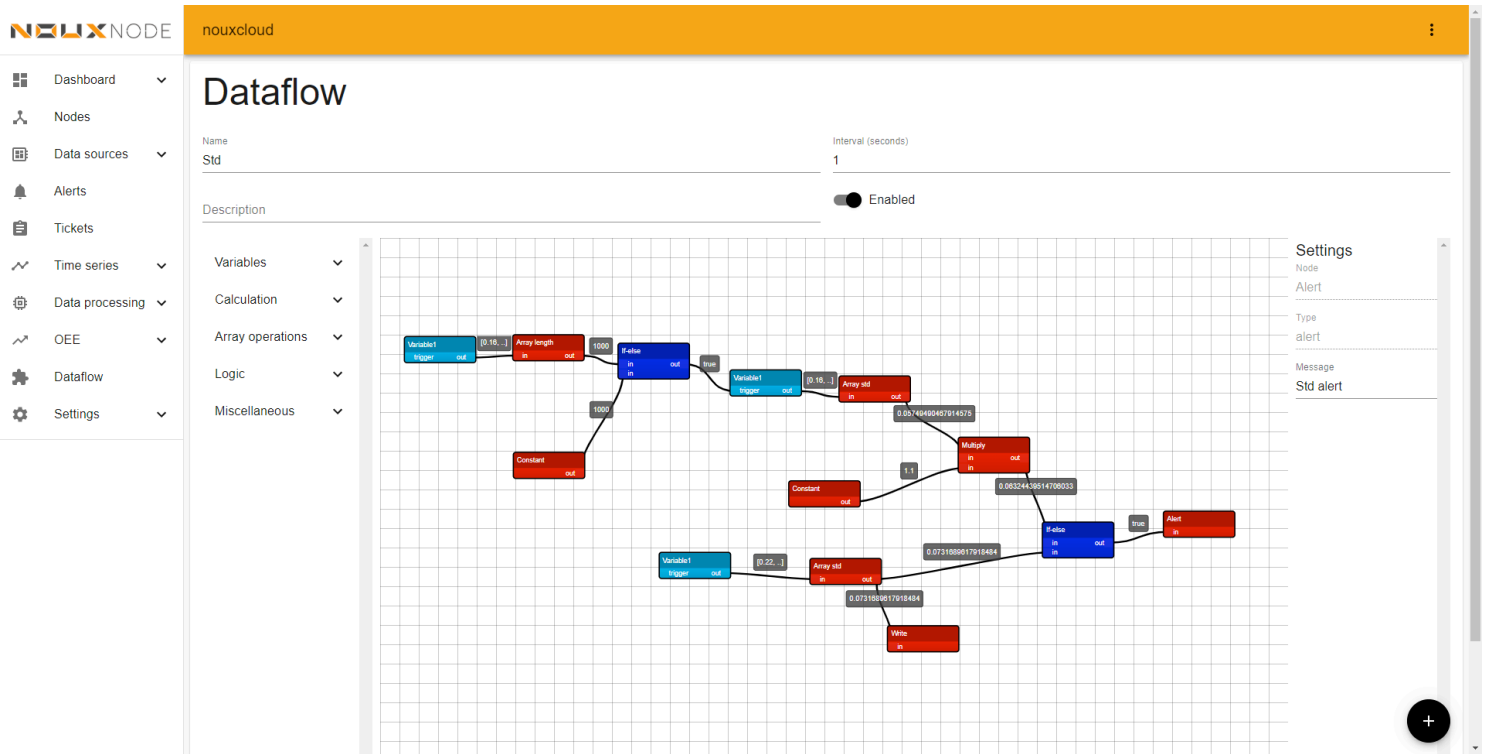 NOUXNODE
nouxcloud
Dashboard
Nodes
Data sources
Alerts
Tickets
Time series
Data processing
OEE
Dataflow
Settings
Dataflow
Name
Std
Interval (seconds)
1
Description
Enabled
Variables
Calculation
Array operations
Logic
Miscellaneous
Variable1
trigger out
[0.16, ..]
Array length
in out
1000
If-else
in out
in
true
1000
Constant
out
Variable1
trigger out
[0.16, ..]
Array std
in out
0.05749490467914575
Multiply
in out
in
1.1
Constant
out
0.06324439514706033
If-else
in out
in
true
Alert
in
Variable1
trigger out
[0.22, ..]
Array std
in out
0.0731689617918484
0.0731689617918484
Write
in
Settings
Node
Alert
Type
alert
Message
Std alert
+